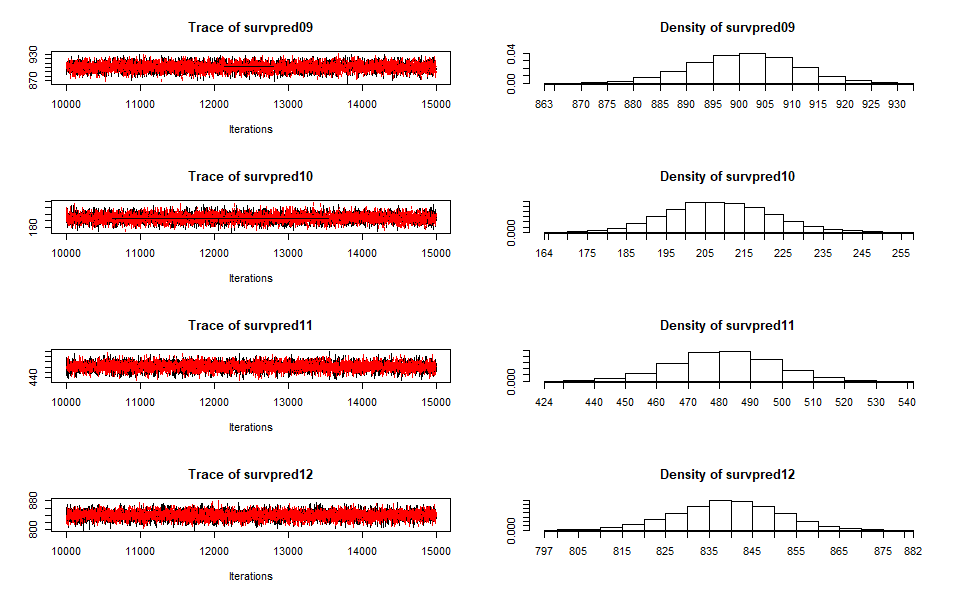 Trace of survpred09
930
870
10000 11000 12000 13000 14000 15000
Iterations
Density of survpred09
0.04
0.00
863 870 875 880 885 890 895 900 905 910 915 920 925 930
Trace of survpred10
180
10000 11000 12000 13000 14000 15000
Iterations
Density of survpred10
0.000
164 175 185 195 205 215 225 235 245 255
Trace of survpred11
440
10000 11000 12000 13000 14000 15000
Iterations
Density of survpred11
0.000
424 440 450 460 470 480 490 500 510 520 530 540
Trace of survpred12
880
800
10000 11000 12000 13000 14000 15000
Iterations
Density of survpred12
0.000
797 805 815 825 835 845 855 865 875 882